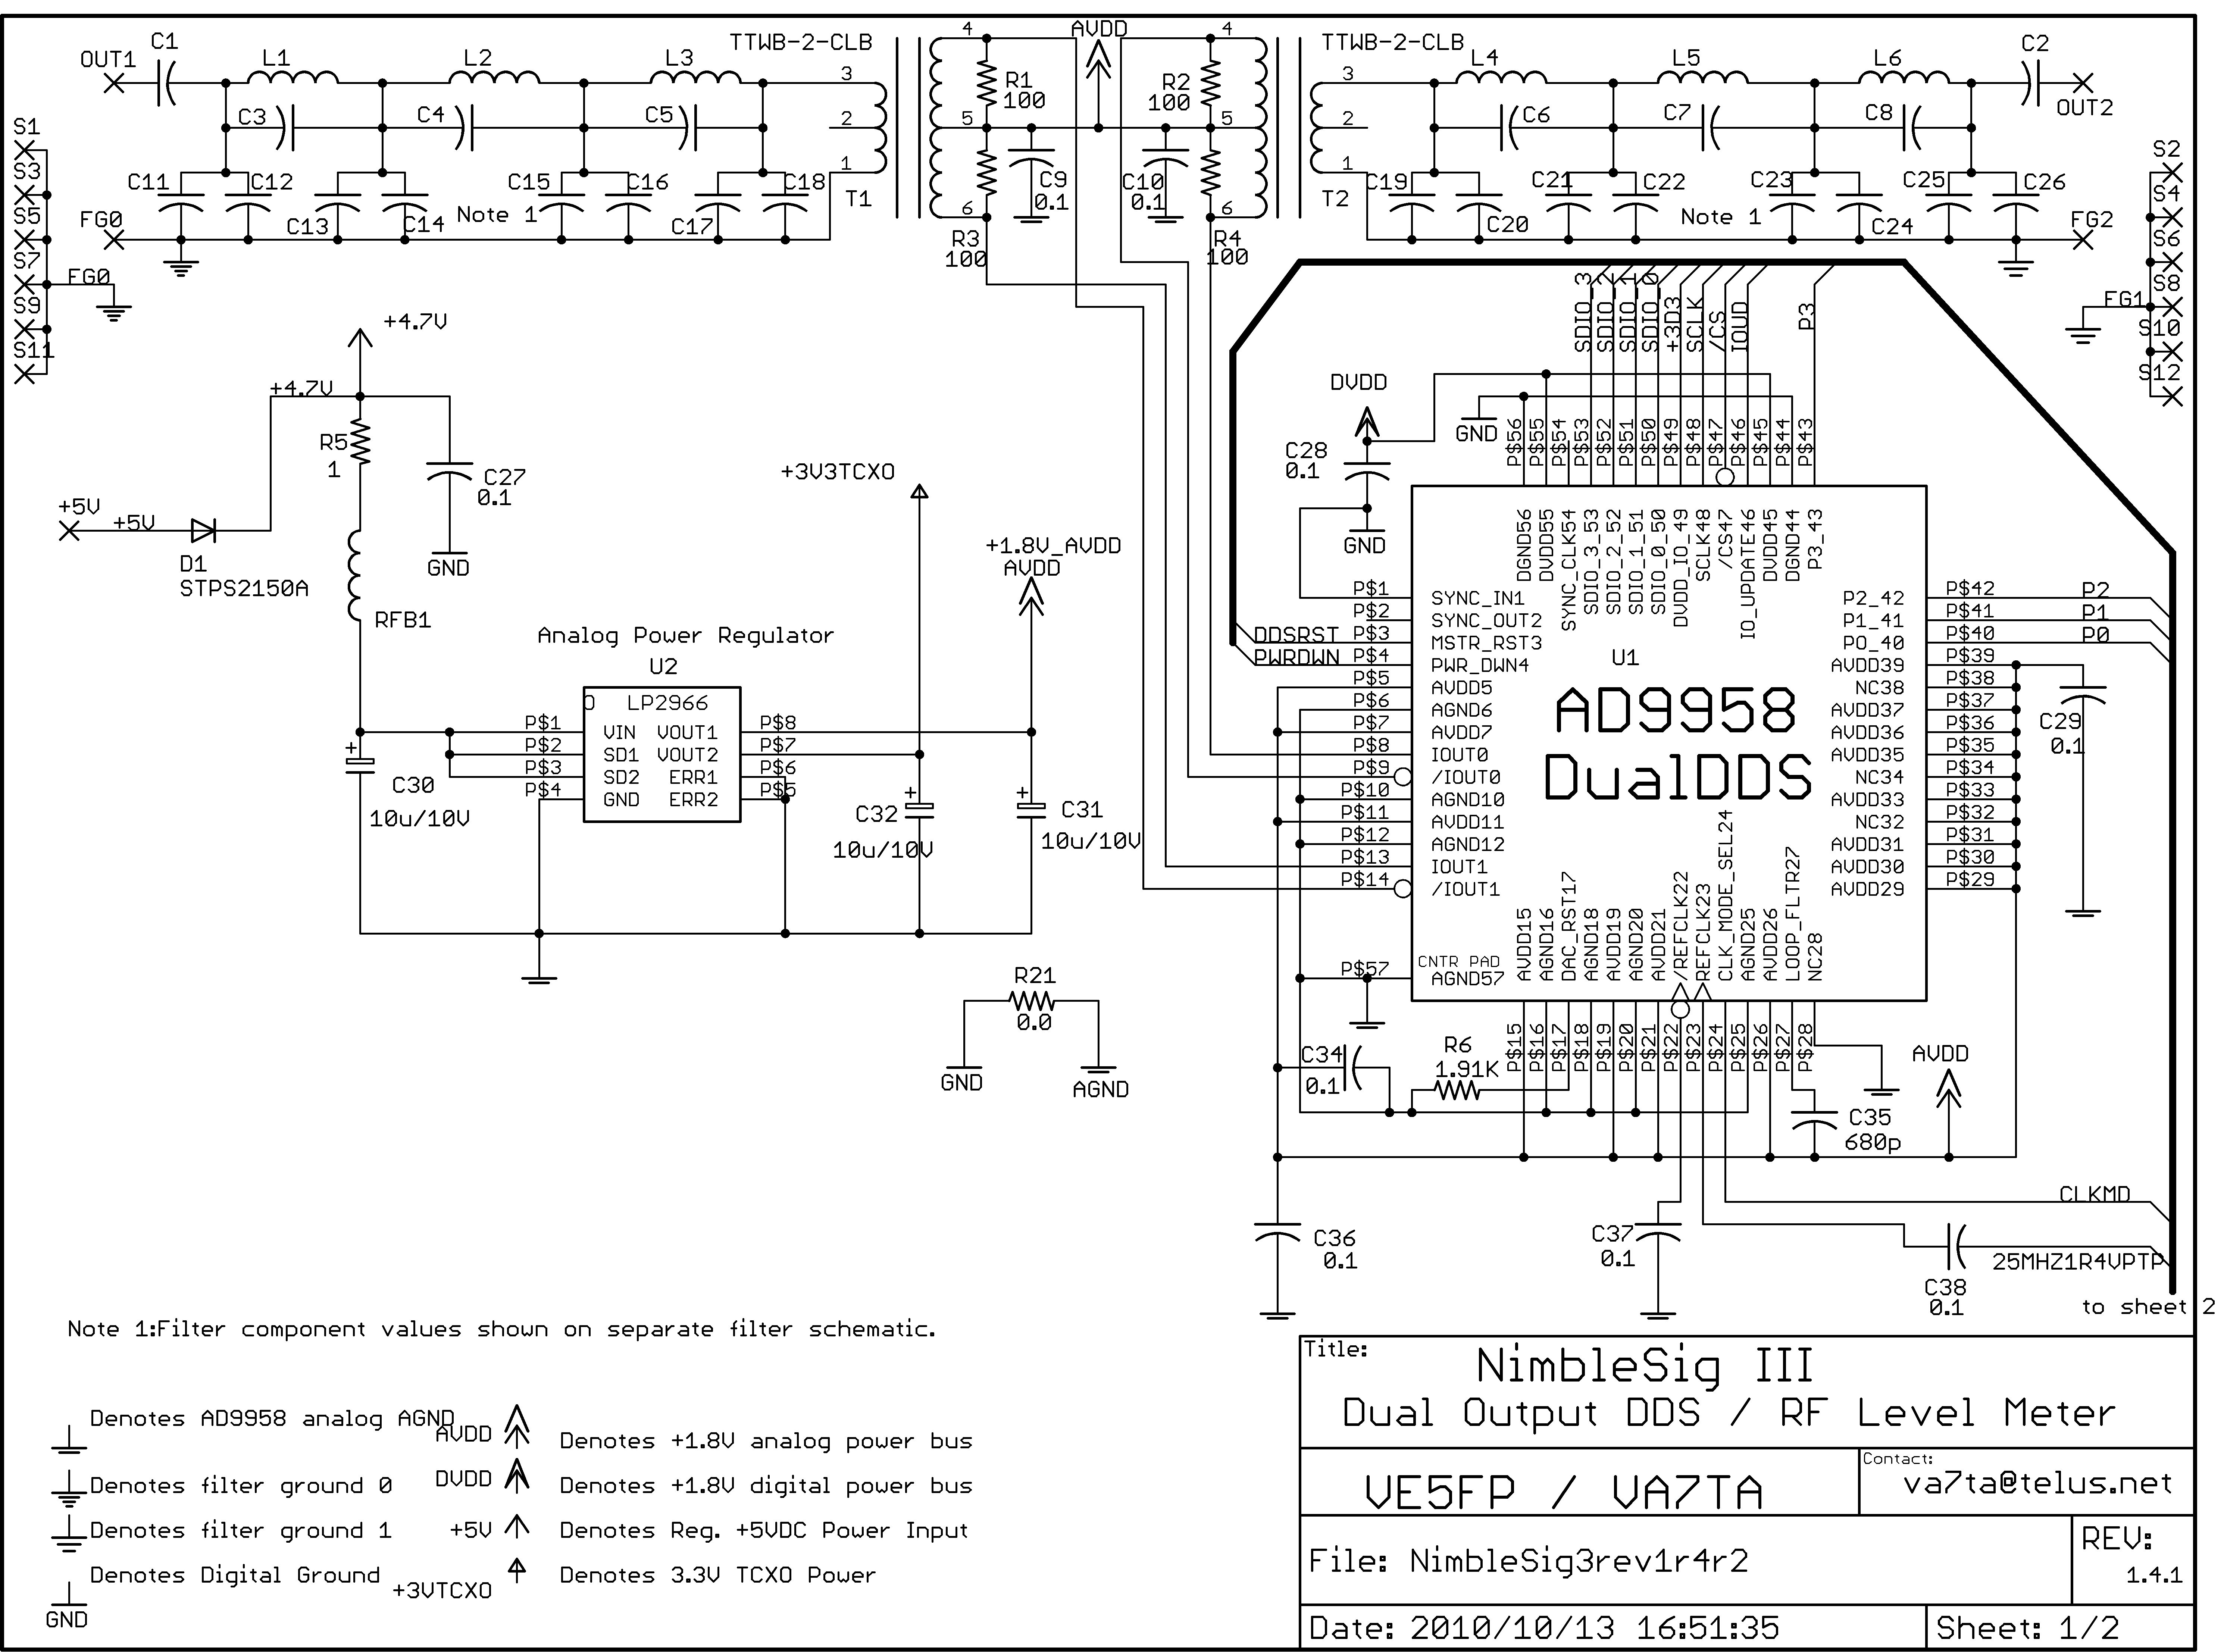 OUT1
C1
L1
L2
L3
TTWB-2-CLB
AVDD
TTWB-2-CLB
L4
L5
L6
C2
OUT2
C3
C4
C5
3
2
1
4
5
6
R1
100
R2
100
4
5
6
3
2
1
C6
C7
C8
S1
S3
S5
S7
S9
S11
FG0
FG0
C11
C12
C13
C14
Note 1
C15
C16
C17
C18
T1
R3
100
C9
0.1
C10
0.1
R4
100
T2
C19
C20
C21
C22
Note 1
C23
C24
C25
C26
FG2
FG1
S2
S4
S6
S8
S10
S12
+4.7V
+4.7V
R5
1
C27
0.1
GND
+5V
+5V
D1
STPS2150A
RFB1
+3V3TCXO
+1.8V_AVDD
AVDD
Analog Power Regulator
U2
LP2966
P$1 VIN VOUT1 P$8
P$2 SD1 VOUT2 P$7
P$3 SD2 ERR1 P$6
P$4 GND ERR2 P$5
C30
10u/10V
C32
10u/10V
C31
10u/10V
R21
0.0
GND
AGND
SDIO_3
SDIO_2
SDIO_1
SDIO_0
+3D3
SCLK
/CS
IOUD
P3
DVDD
GND
C28
0.1
GND
P$56
P$55
P$54
P$53
P$52
P$51
P$50
P$49
P$48
P$47
P$46
P$45
P$44
P$43
DGND56
DVDD55
SYNC_CLK54
SDIO_3_53
SDIO_2_52
SDIO_1_51
SDIO_0_50
DVDD_IO_49
SCLK48
/CS47
IO_UPDATE46
DVDD45
DGND44
P3_43
DDSRST
PWRDWN
P$1 SYNC_IN1
P$2 SYNC_OUT2
P$3 MSTR_RST3
P$4 PWR_DWN4
P$5 AVDD5
P$6 AGND6
P$7 AVDD7
P$8 IOUT0
P$9 /IOUT0
P$10 AGND10
P$11 AVDD11
P$12 AGND12
P$13 IOUT1
P$14 /IOUT1
P$57 CNTR PAD
AGND57
U1
AD9958
DualDDS
P2_42 P$42 P2
P1_41 P$41 P1
PO_40 P$40 P0
AVDD39 P$39
NC38 P$38
AVDD37 P$37
AVDD36 P$36
AVDD35 P$35
NC34 P$34
AVDD33 P$33
NC32 P$32
AVDD31 P$31
AVDD30 P$30
AVDD29 P$29
C29
0.1
AVDD15
AGND16
DAC_RST17
AGND18
AVDD19
AGND20
AVDD21
/REFCLK22
REFCLK23
CLK_MODE_SEL24
AGND25
AVDD26
LOOP_FLTR27
NC28
P$15
P$16
P$17
P$18
P$19
P$20
P$21
P$22
P$23
P$24
P$25
P$26
P$27
P$28
C34
0.1
R6
1.91K
C35
680p
AVDD
CLKMD
C36
0.1
C37
0.1
C38
0.1
25MHZ1R4VPTP
to sheet 2
Note 1:Filter component values shown on separate filter schematic.
Denotes AD9958 analog AGND
Denotes filter ground 0
Denotes filter ground 1
Denotes Digital Ground
GND
AVDD Denotes +1.8V analog power bus
DVDD Denotes +1.8V digital power bus
+5V Denotes Reg. +5VDC Power Input
+3VTCXO Denotes 3.3V TCXO Power
Title:
NimbleSig III
Dual Output DDS / RF Level Meter
VE5FP / VA7TA
Contact:
va7ta@telus.net
File: NimbleSig3rev1r4r2
REV:
1.4.1
Date: 2010/10/13 16:51:35
Sheet: 1/2